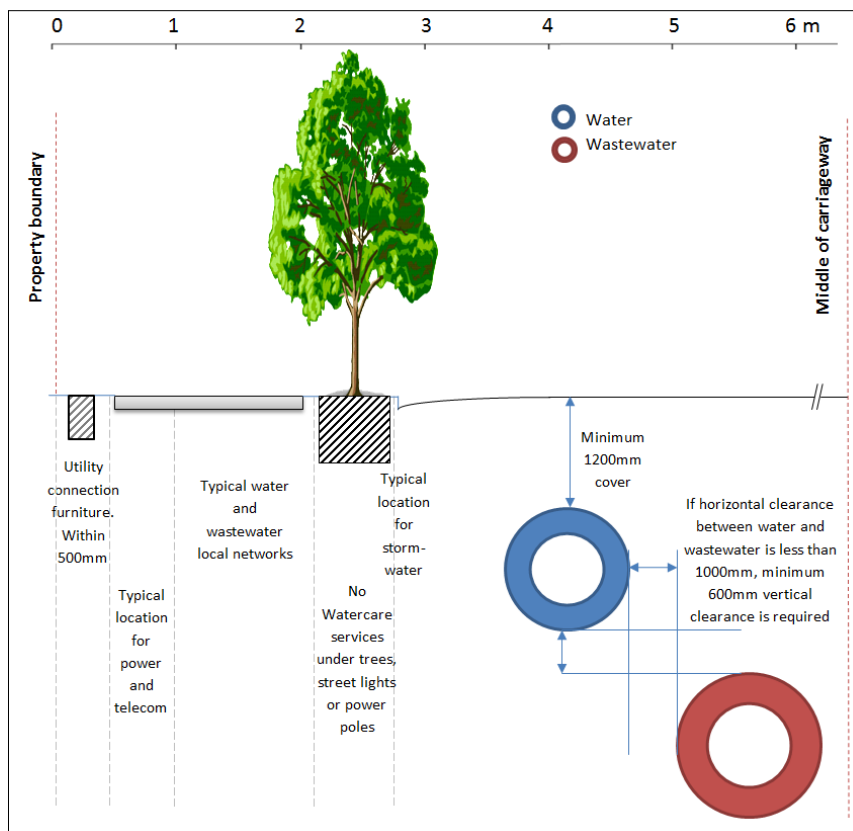 0 1 2 3 4 5 6 m
Water
Wastewater
Property boundary
Middle of carriageway
Utility
connection
furniture.
Within
500mm
Typical
location
for
power
and
telecom
Typical water
and
wastewater
local networks
No
Watercare
services
under trees,
street lights
or power
poles
Typical
location
for
storm-
water
Minimum
1200mm
cover
If horizontal clearance
between water and
wastewater is less than
1000mm, minimum
600mm vertical
clearance is required